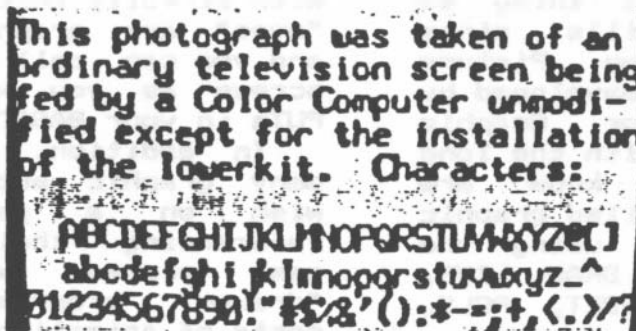 This photograph was taken of an
ordinary television screen being
fed by a Color Computer unmodi-
fied except for the installation
of the lowerkit. Characters:
ABCDEFGHIJKLMNOPQRSTUVWXYZ@[]
abcdefghijklmnopqrstuvwxyz_^
01234567890!"#$%&'():*-=;+,<.>/?